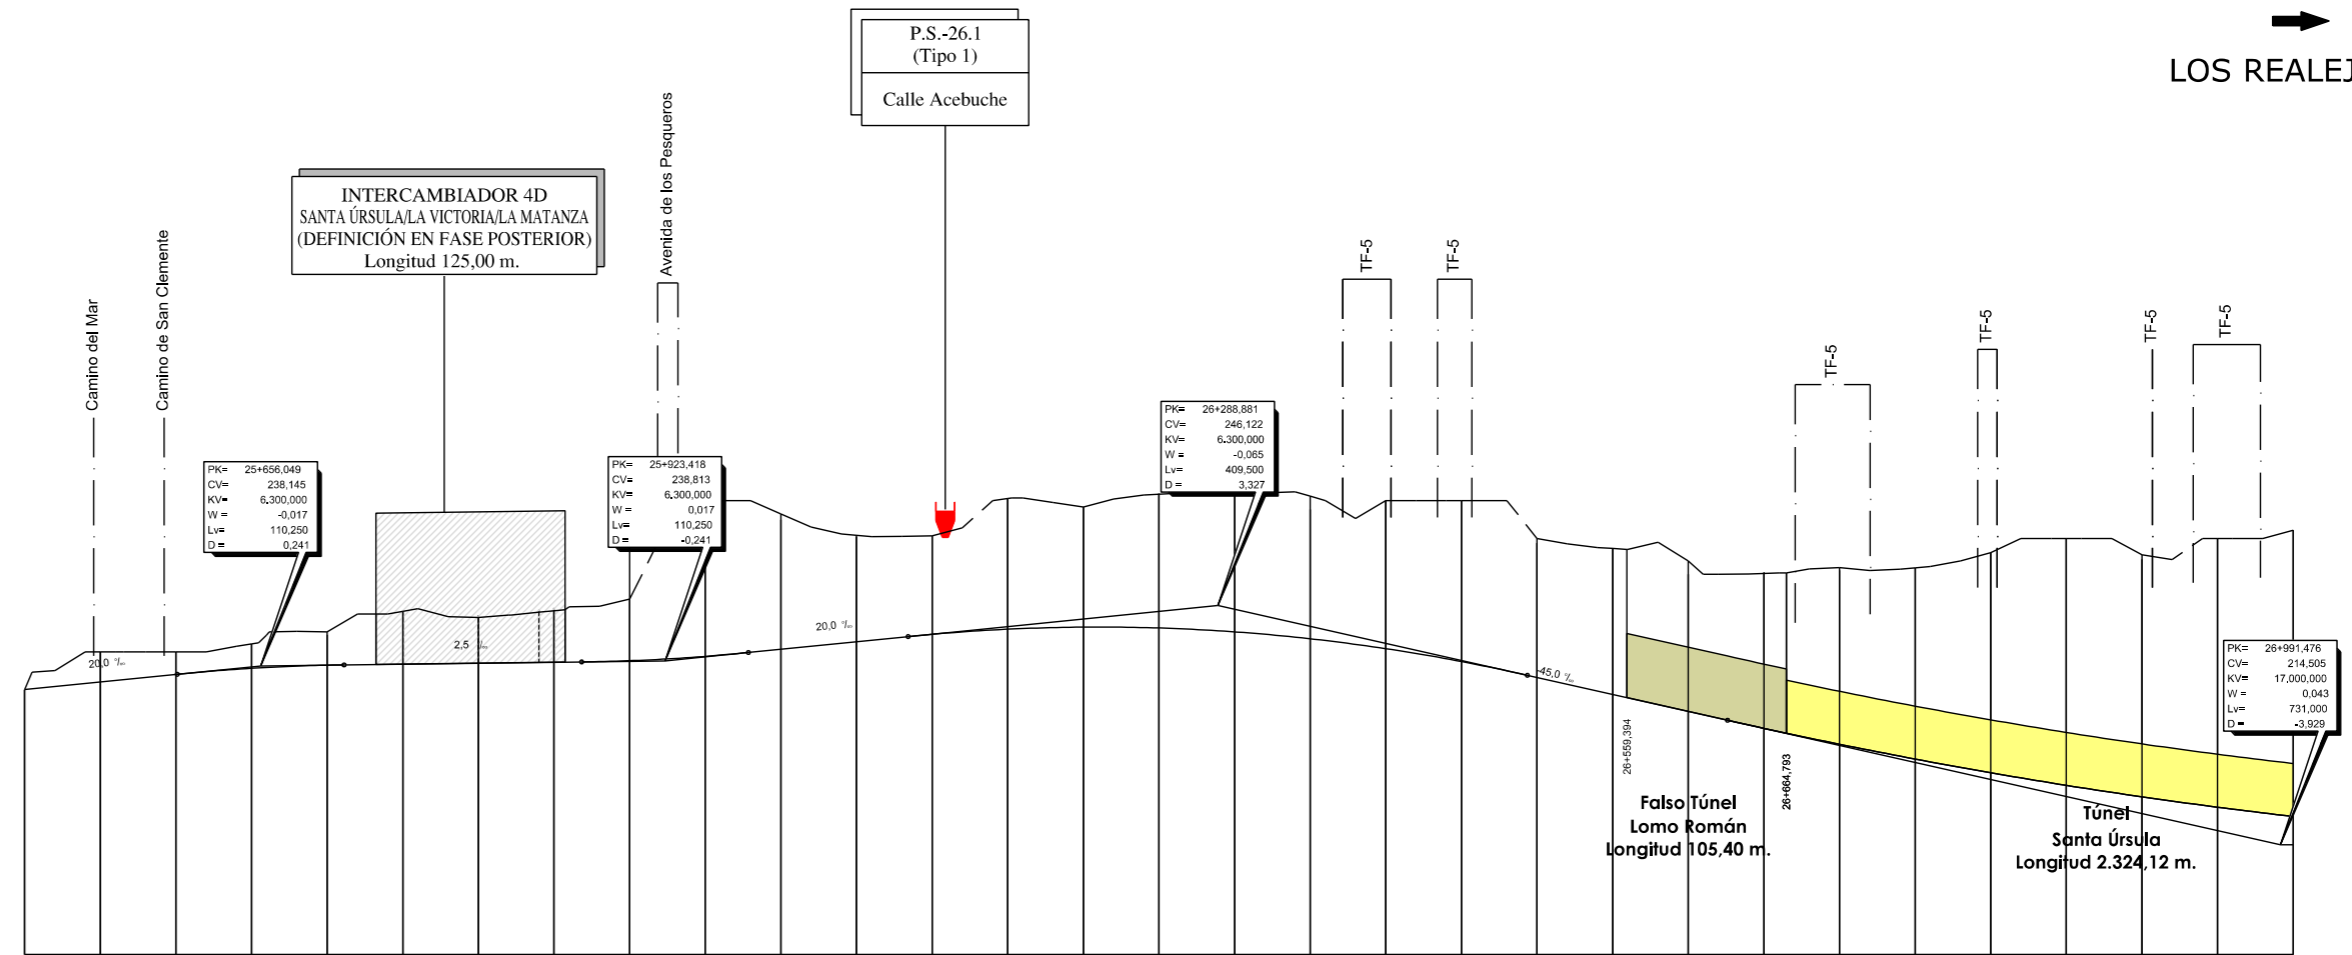 LOS REALEJ
P.S.-26.1
(Tipo 1)
Calle Acebuche
INTERCAMBIADOR 4D
SANTA ÚRSULA/LA VICTORIA/LA MATANZA
(DEFINICIÓN EN FASE POSTERIOR)
Longitud 125,00 m.
Camino del Mar
Camino de San Clemente
Avenida de los Pesqueros
TF-5
TF-5
TF-5
TF-5
TF-5
TF-5
PK= 25+656,049
CV= 238,145
KV= 6.300,000
W = -0,017
Lv= 110,250
D = 0,241
PK= 25+923,418
CV= 238,813
KV= 6.300,000
W = 0,017
Lv= 110,250
D = -0,241
PK= 26+288,881
CV= 246,122
KV= 6.300,000
W = -0,065
Lv= 409,500
D = 3,327
PK= 26+991,476
CV= 214,505
KV= 17.000,000
W = 0,043
Lv= 731,000
D = -3,929
20,0 º/₀₀
2,5 º/₀₀
20,0 º/₀₀
-45,0 º/₀₀
26+559,394
26+664,793
Falso Túnel
Lomo Román
Longitud 105,40 m.
Túnel
Santa Úrsula
Longitud 2.324,12 m.